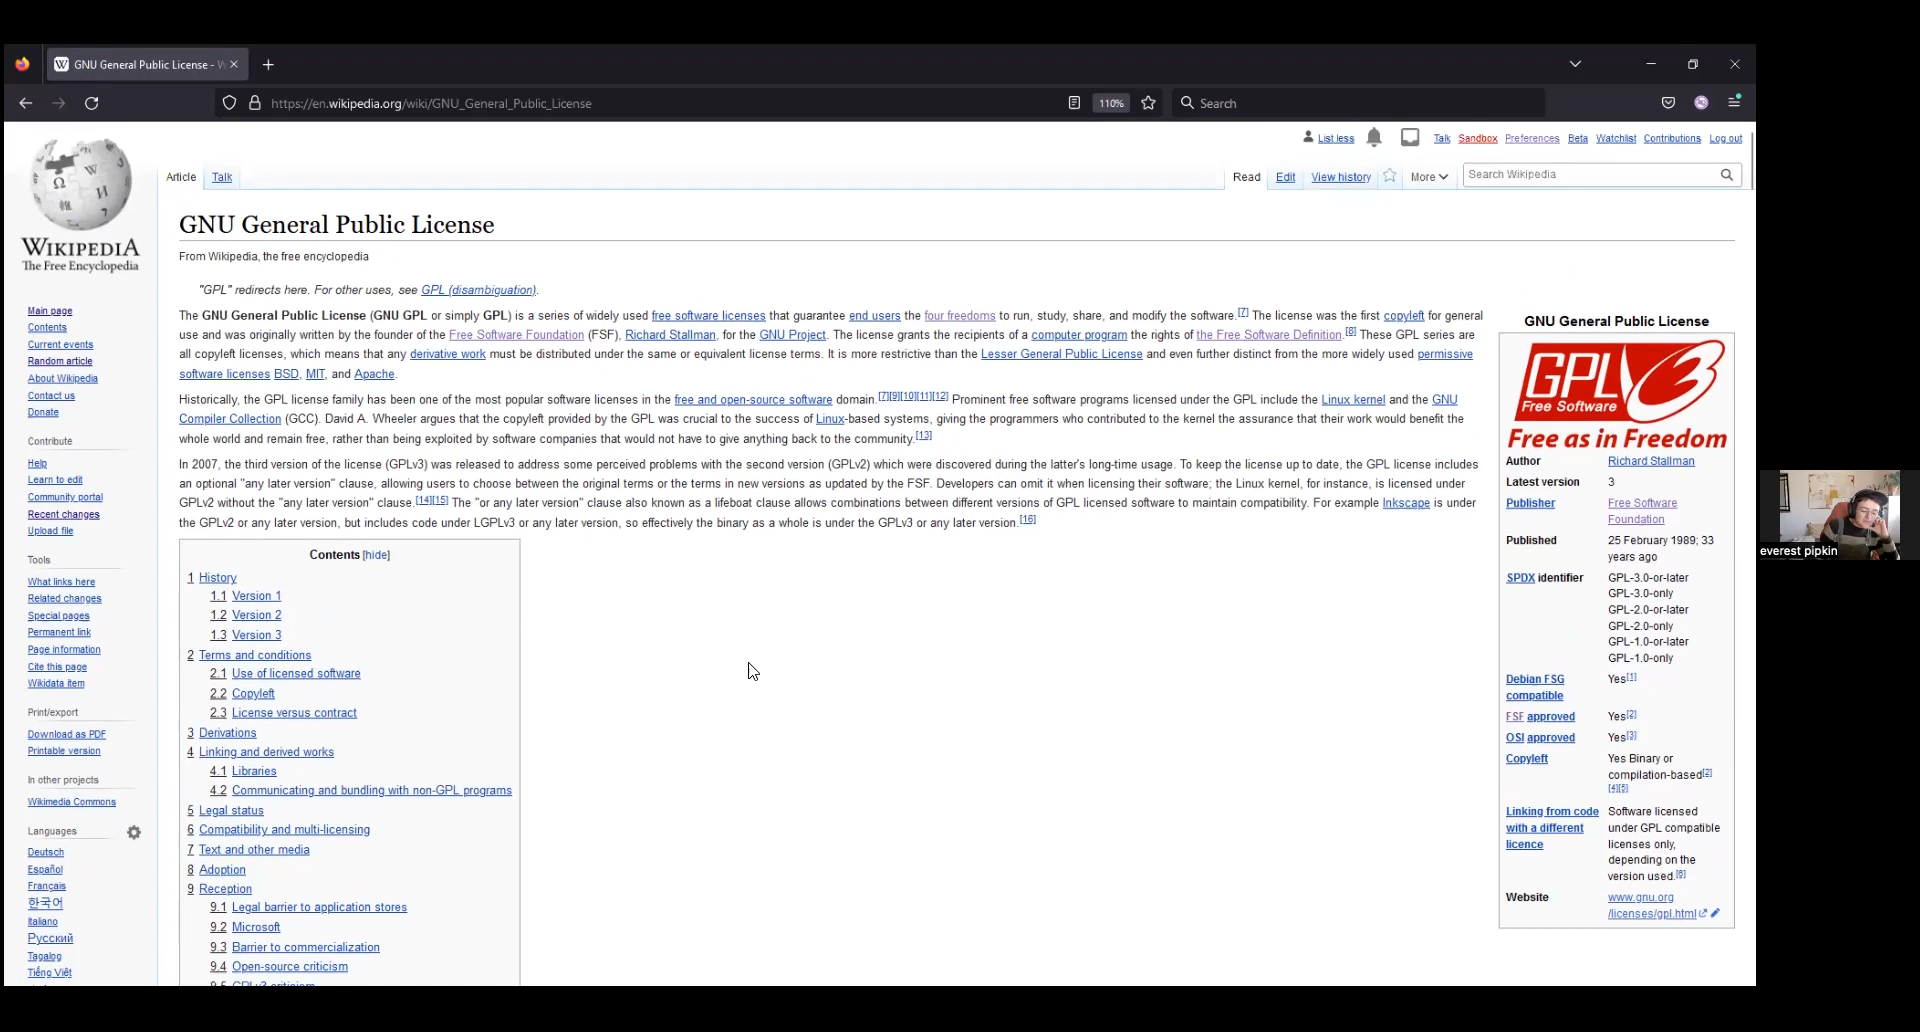 GNU General Public License - W
https://en.wikipedia.org/wiki/GNU_General_Public_License
110%
Search
List less
Talk
Sandbox
Preferences
Beta
Watchlist
Contributions
Log out
Article
Talk
Read
Edit
View history
More
Search Wikipedia
WIKIPEDIA
The Free Encyclopedia
Main page
Contents
Current events
Random article
About Wikipedia
Contact us
Donate
Contribute
Help
Learn to edit
Community portal
Recent changes
Upload file
Tools
What links here
Related changes
Special pages
Permanent link
Page information
Cite this page
Wikidata item
Print/export
Download as PDF
Printable version
In other projects
Wikimedia Commons
Languages
Deutsch
Español
Français
한국어
Italiano
Русский
Tagalog
Tiếng Việt
GNU General Public License
From Wikipedia, the free encyclopedia
"GPL" redirects here. For other uses, see GPL (disambiguation).
The GNU General Public License (GNU GPL or simply GPL) is a series of widely used free software licenses that guarantee end users the four freedoms to run, study, share, and modify the software.[7] The license was the first copyleft for general
use and was originally written by the founder of the Free Software Foundation (FSF), Richard Stallman, for the GNU Project. The license grants the recipients of a computer program the rights of the Free Software Definition.[8] These GPL series are
all copyleft licenses, which means that any derivative work must be distributed under the same or equivalent license terms. It is more restrictive than the Lesser General Public License and even further distinct from the more widely used permissive
software licenses BSD, MIT, and Apache.
Historically, the GPL license family has been one of the most popular software licenses in the free and open-source software domain.[7][9][10][11][12] Prominent free software programs licensed under the GPL include the Linux kernel and the GNU
Compiler Collection (GCC). David A. Wheeler argues that the copyleft provided by the GPL was crucial to the success of Linux-based systems, giving the programmers who contributed to the kernel the assurance that their work would benefit the
whole world and remain free, rather than being exploited by software companies that would not have to give anything back to the community.[13]
In 2007, the third version of the license (GPLv3) was released to address some perceived problems with the second version (GPLv2) which were discovered during the latter's long-time usage. To keep the license up to date, the GPL license includes
an optional "any later version" clause, allowing users to choose between the original terms or the terms in new versions as updated by the FSF. Developers can omit it when licensing their software; the Linux kernel, for instance, is licensed under
GPLv2 without the "any later version" clause.[14][15] The "or any later version" clause also known as a lifeboat clause allows combinations between different versions of GPL licensed software to maintain compatibility. For example Inkscape is under
the GPLv2 or any later version, but includes code under LGPLv3 or any later version, so effectively the binary as a whole is under the GPLv3 or any later version.[16]
Contents [hide]
1 History
1.1 Version 1
1.2 Version 2
1.3 Version 3
2 Terms and conditions
2.1 Use of licensed software
2.2 Copyleft
2.3 License versus contract
3 Derivations
4 Linking and derived works
4.1 Libraries
4.2 Communicating and bundling with non-GPL programs
5 Legal status
6 Compatibility and multi-licensing
7 Text and other media
8 Adoption
9 Reception
9.1 Legal barrier to application stores
9.2 Microsoft
9.3 Barrier to commercialization
9.4 Open-source criticism
9.5 GPLv3 criticism
GNU General Public License
GPLv3
Free Software
Free as in Freedom
Author Richard Stallman
Latest version 3
Publisher Free Software
Foundation
Published 25 February 1989; 33
years ago
SPDX identifier GPL-3.0-or-later
GPL-3.0-only
GPL-2.0-or-later
GPL-2.0-only
GPL-1.0-or-later
GPL-1.0-only
Debian FSG Yes[1]
compatible
FSF approved Yes[2]
OSI approved Yes[3]
Copyleft Yes Binary or
compilation-based[2]
[4][5]
Linking from code Software licensed
with a different under GPL compatible
licence licenses only,
depending on the
version used.[6]
Website www.gnu.org
/licenses/gpl.html
everest pipkin